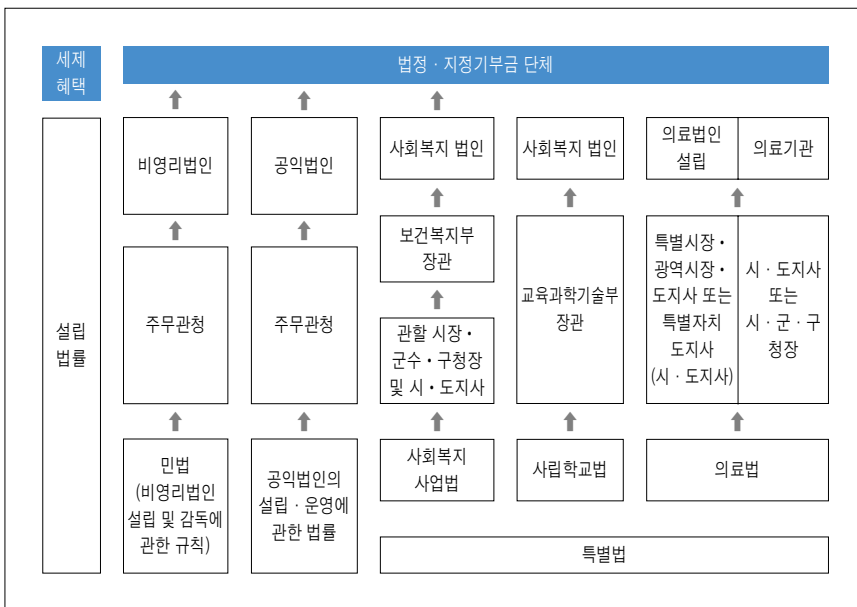 세제
혜택
법정 · 지정기부금 단체
설립
법률
비영리법인
주무관청
민법
(비영리법인
설립 및 감독에
관한 규칙)
공익법인
주무관청
공익법인의
설립 · 운영에
관한 법률
사회복지 법인
보건복지부
장관
관할 시장 ·
군수 · 구청장
및 시 · 도지사
사회복지
사업법
사회복지 법인
교육과학기술부
장관
사립학교법
의료법인
설립
의료기관
특별시장 ·
광역시장 ·
도지사 또는
특별자치
도지사
(시 · 도지사)
시 · 도지사
또는
시 · 군 · 구
청장
의료법
특별법